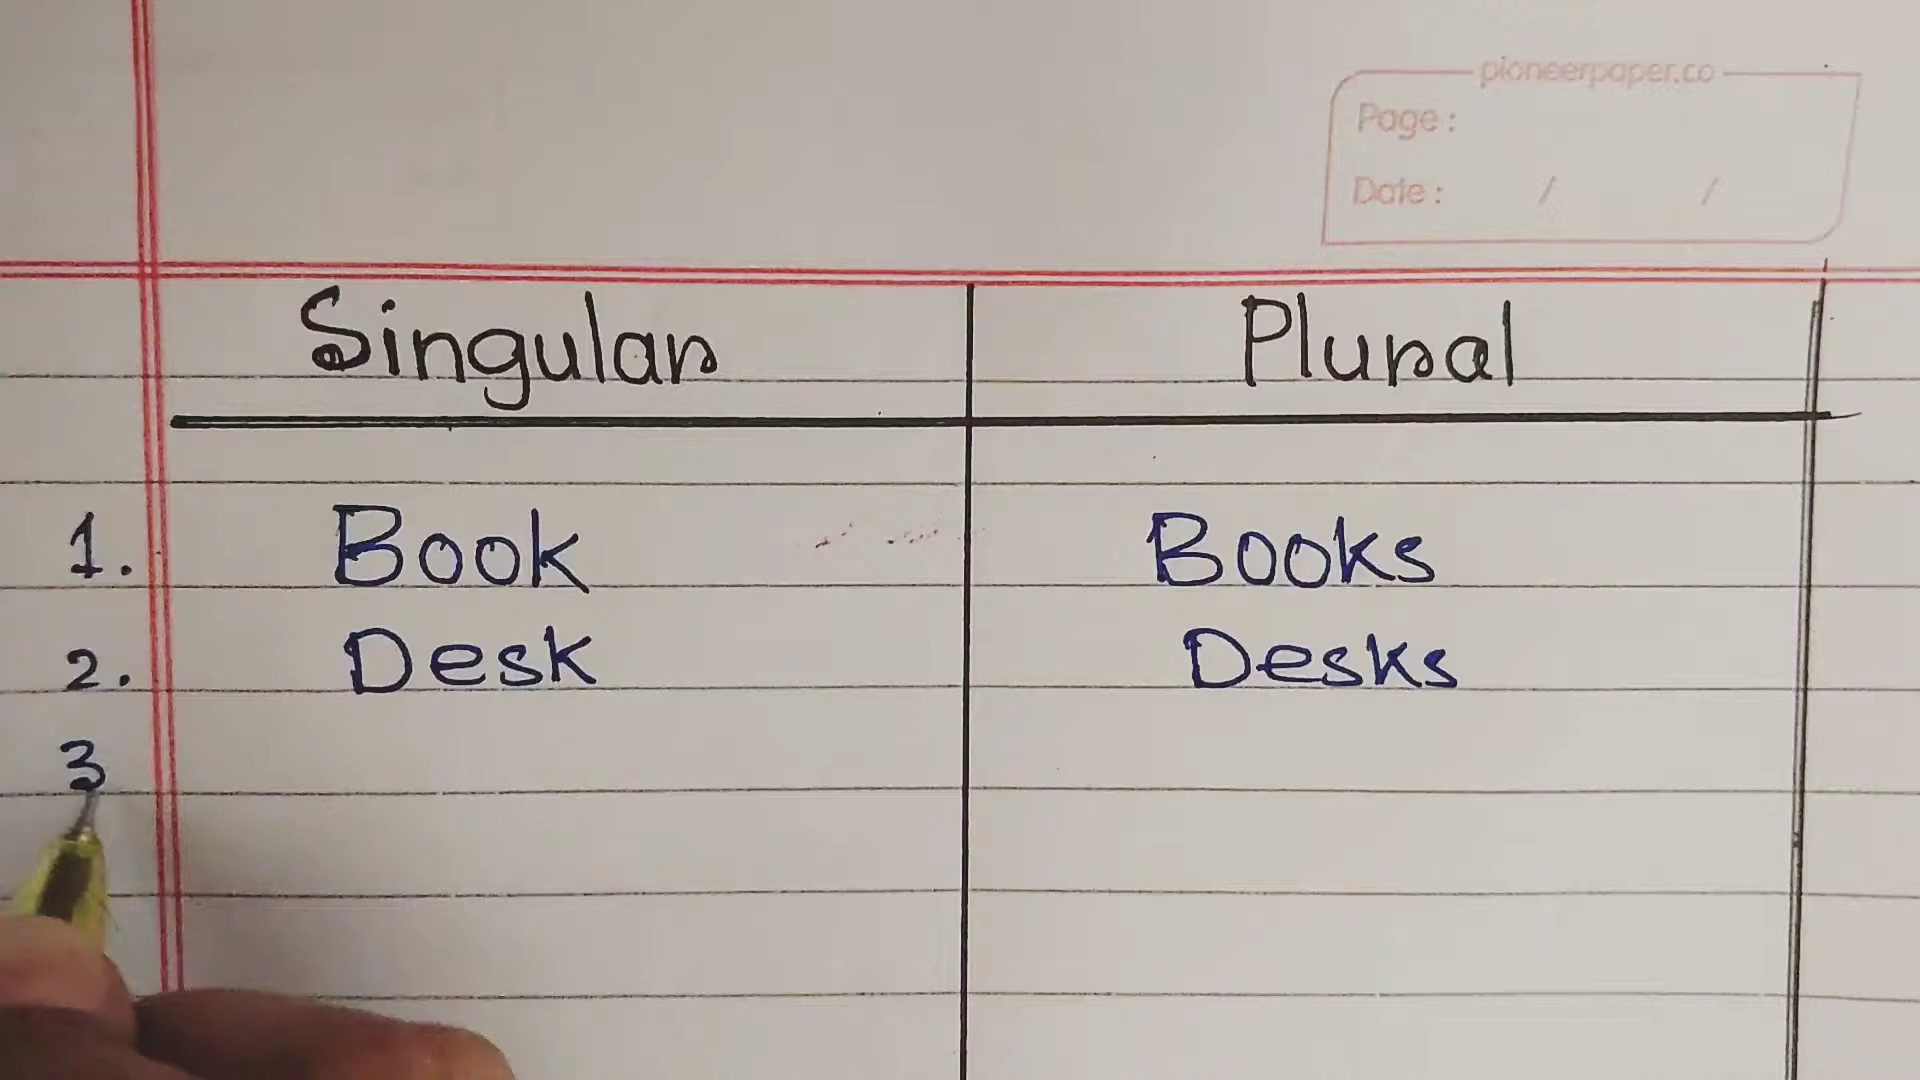 pioneerpaper.co
Page :
Date : / /
Singular Plural
1. Book Books
2. Desk Desks
3